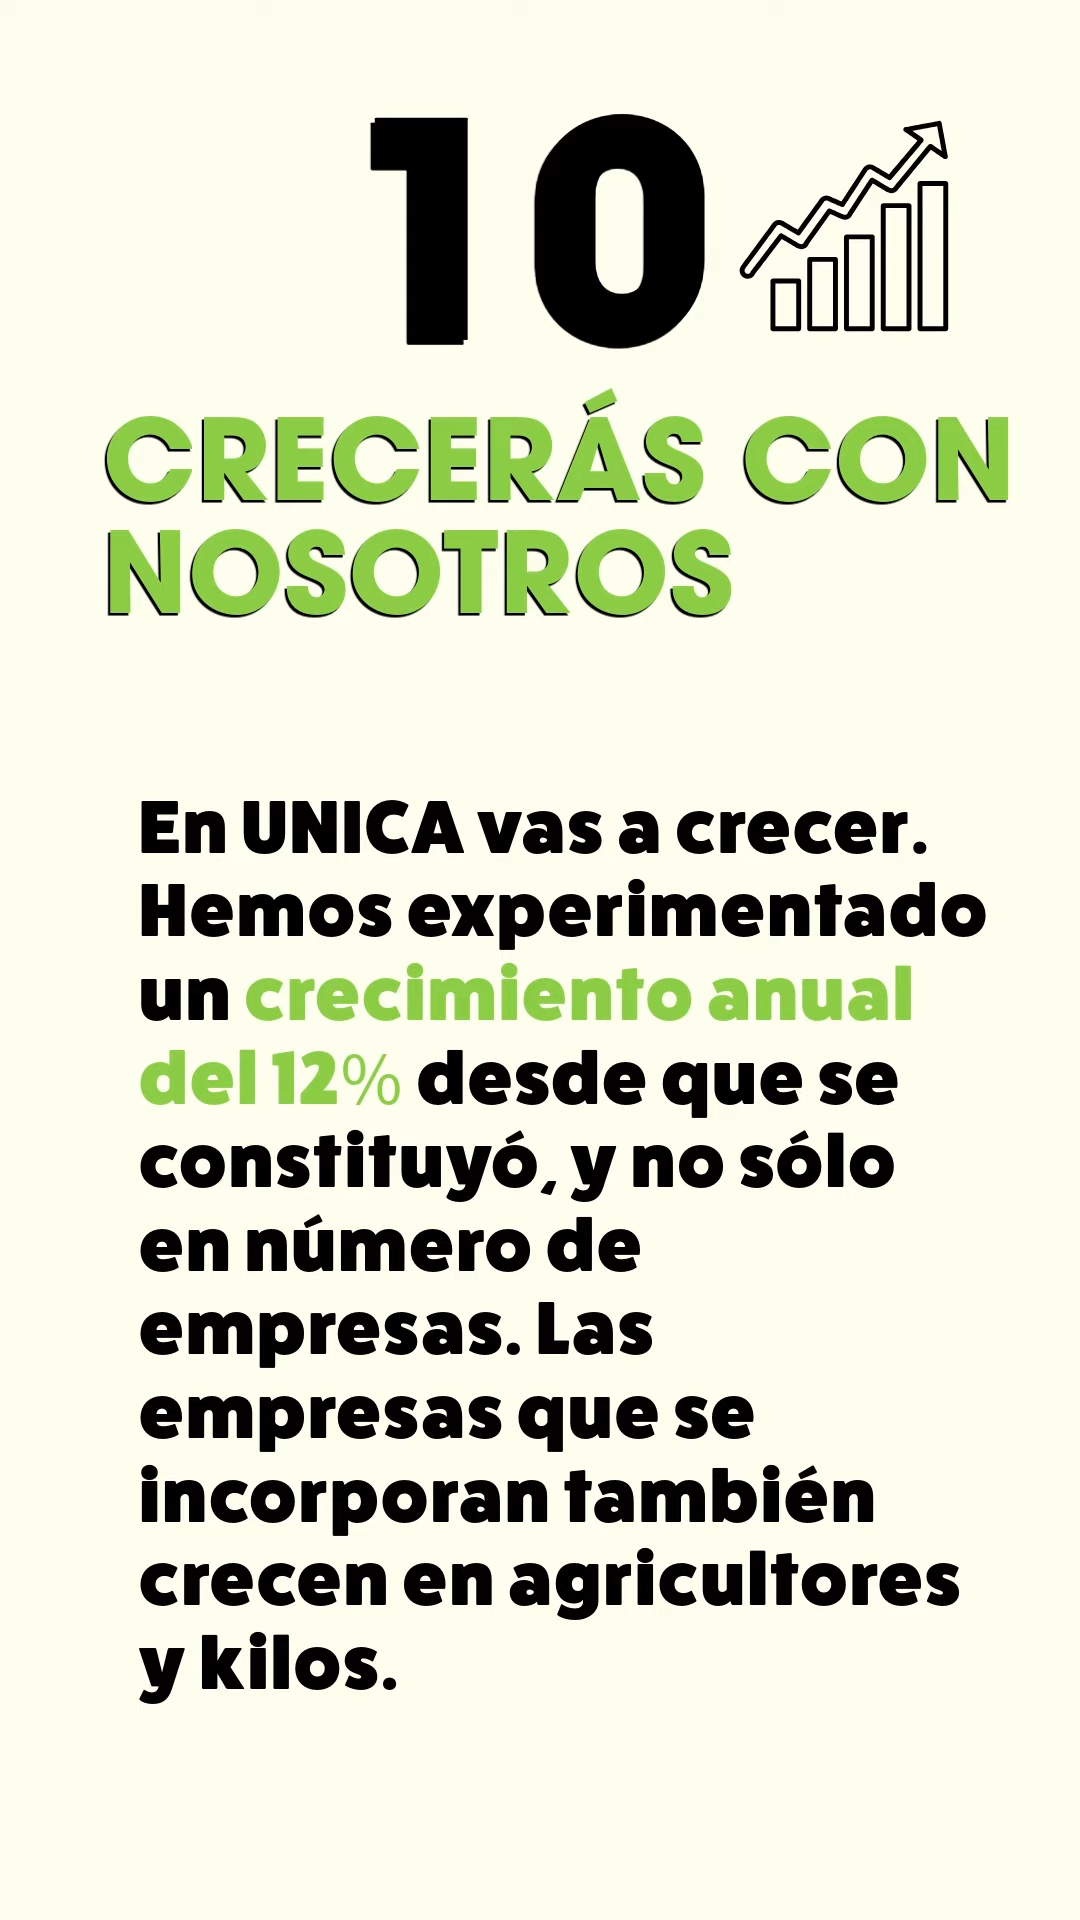 10
CRECERÁS CON
NOSOTROS
En UNICA vas a crecer.
Hemos experimentado
un crecimiento anual
del 12% desde que se
constituyó, y no sólo
en número de
empresas. Las
empresas que se
incorporan también
crecen en agricultores
y kilos.